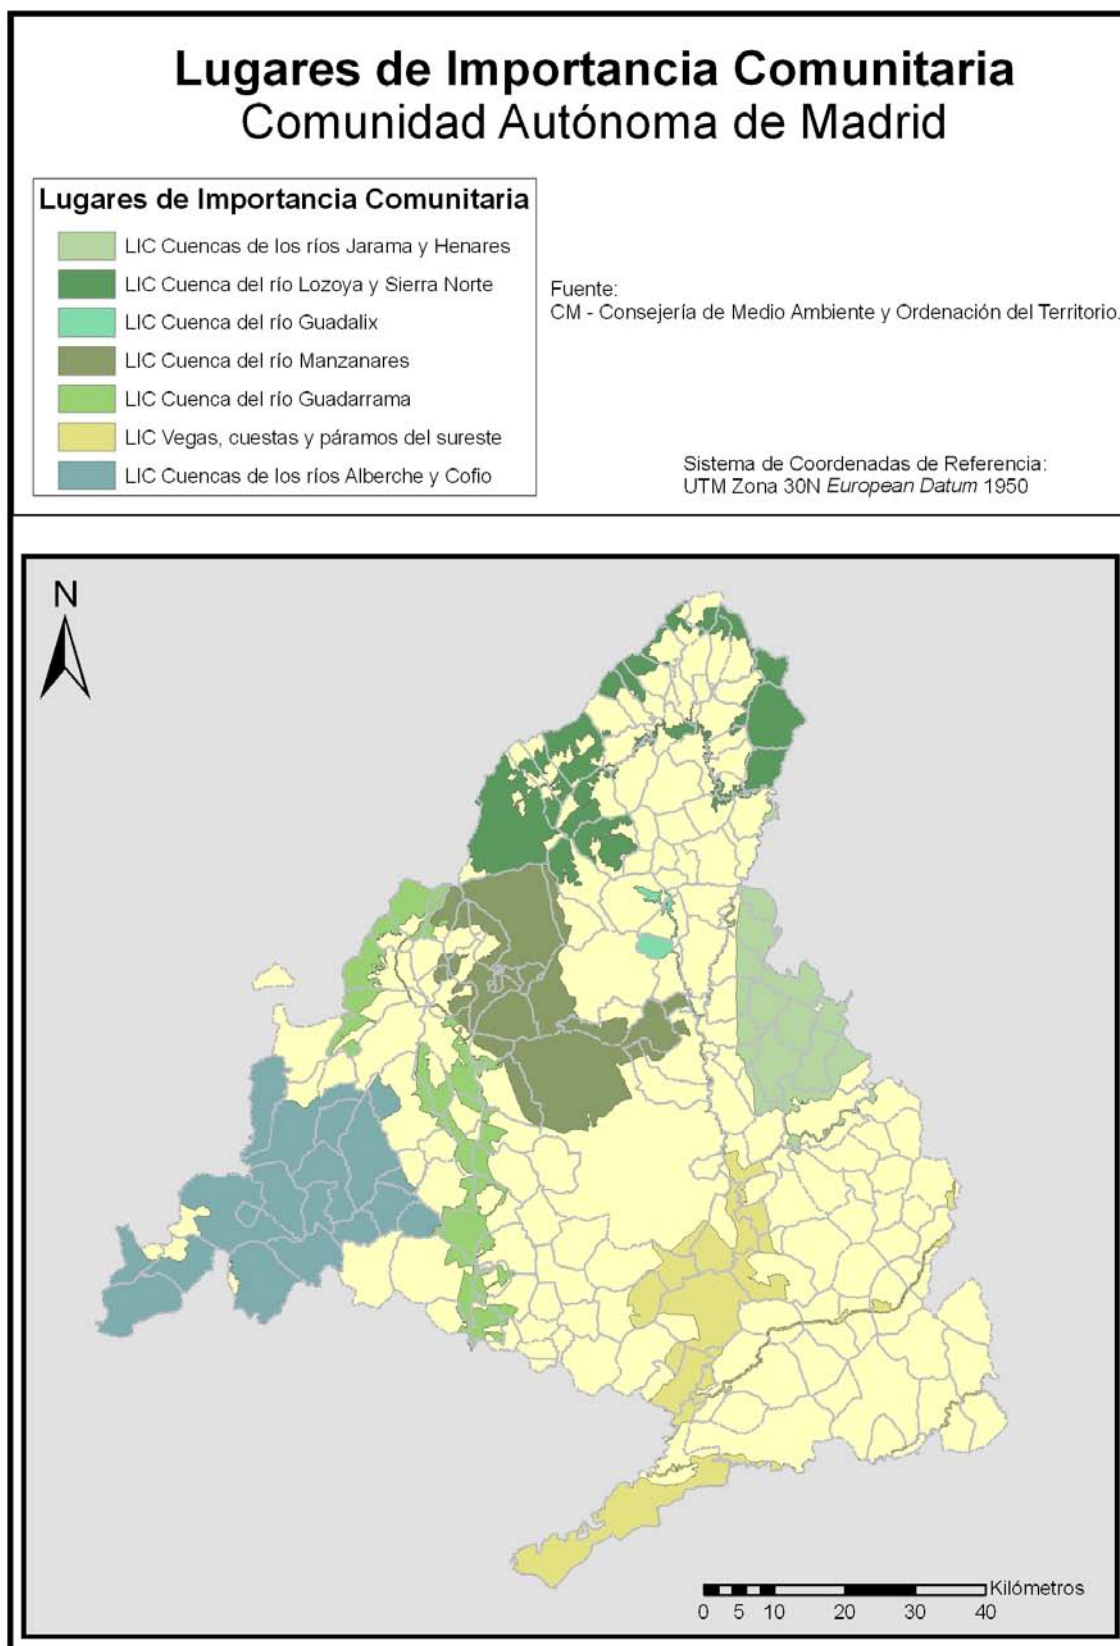 Lugares de Importancia Comunitaria
Comunidad Autónoma de Madrid
Lugares de Importancia Comunitaria
LIC Cuencas de los ríos Jarama y Henares
LIC Cuenca del río Lozoya y Sierra Norte
LIC Cuenca del río Guadalix
LIC Cuenca del río Manzanares
LIC Cuenca del río Guadarrama
LIC Vegas, cuestas y páramos del sureste
LIC Cuencas de los ríos Alberche y Cofio
Fuente:
CM - Consejería de Medio Ambiente y Ordenación del Territorio.
Sistema de Coordenadas de Referencia:
UTM Zona 30N European Datum 1950
N
Kilómetros
0 5 10 20 30 40